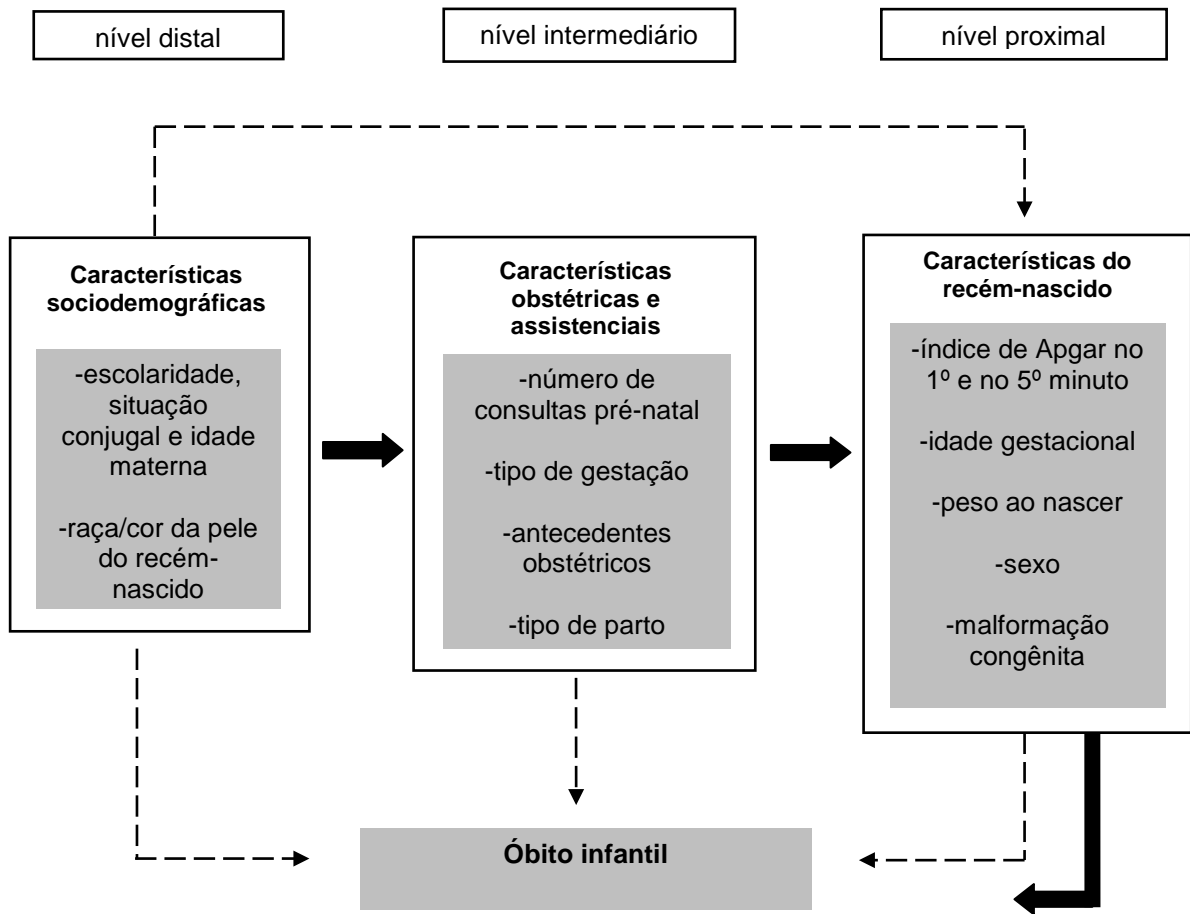 nível distal
nível intermediário
nível proximal
Características
sociodemográficas
-escolaridade,
situação
conjugal e idade
materna
-raça/cor da pele
do recém-
nascido
Características
obstétricas e
assistenciais
-número de
consultas pré-natal
-tipo de gestação
-antecedentes
obstétricos
-tipo de parto
Características do
recém-nascido
-índice de Apgar no
1º e no 5º minuto
-idade gestacional
-peso ao nascer
-sexo
-malformação
congênita
Óbito infantil